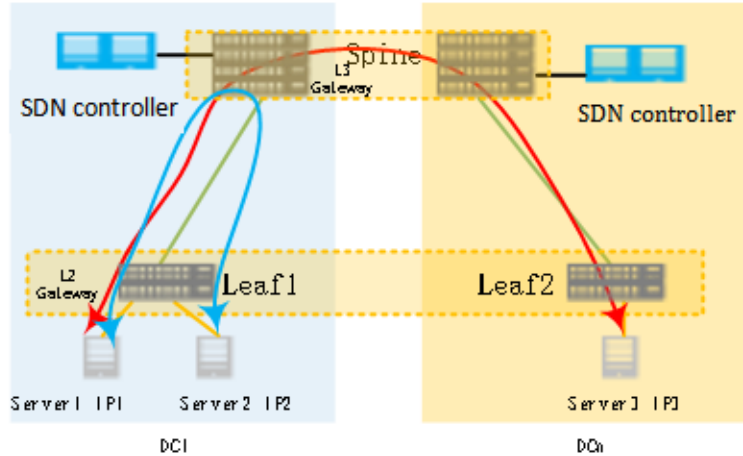 Spine
L3
Gateway
SDN controller
SDN controller
L2
Gateway
Leaf1
Leaf2
Server1 IP1
Server2 IP2
Server3 IP3
DC1
DCn